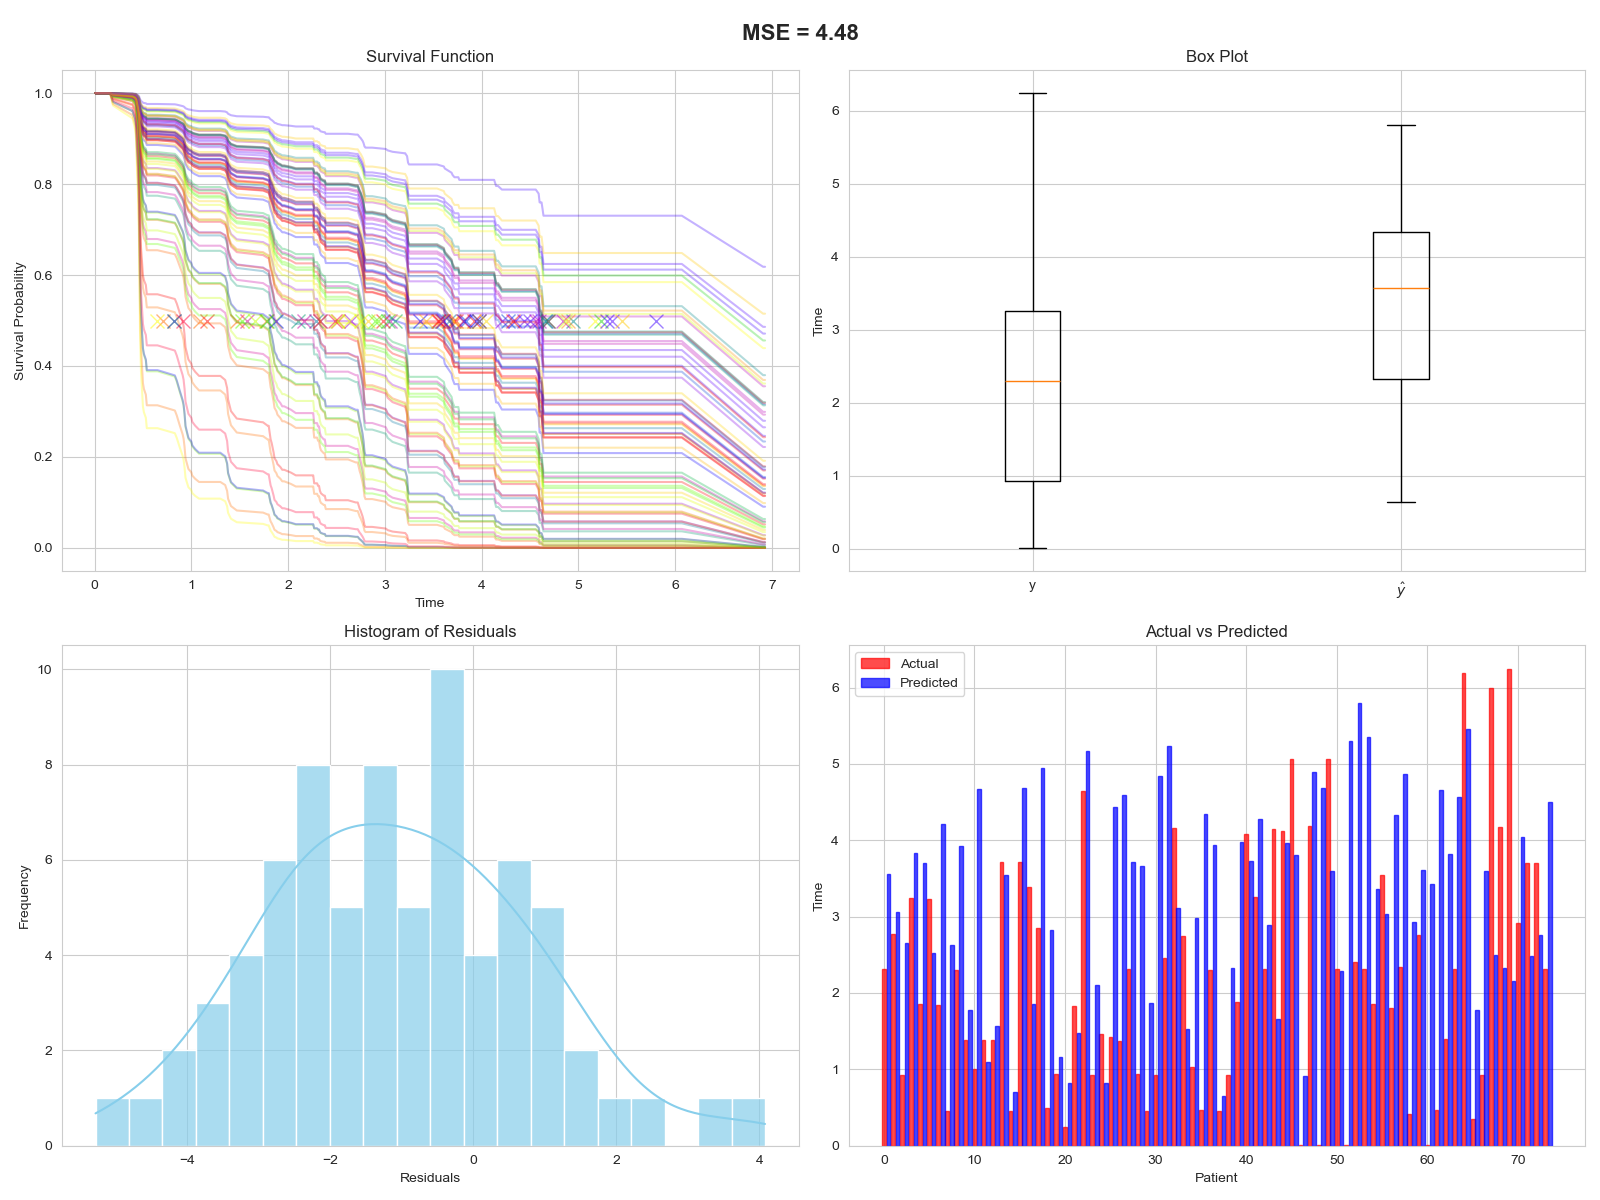 MSE = 4.48
Survival Function
Survival Probability
1.0
0.8
0.6
0.4
0.2
0.0
0 1 2 3 4 5 6 7
Time
Box Plot
Time
6
5
4
3
2
1
0
y ŷ
Histogram of Residuals
Frequency
10
8
6
4
2
0
−4 −2 0 2 4
Residuals
Actual vs Predicted
Actual
Predicted
Time
6
5
4
3
2
1
0
0 10 20 30 40 50 60 70
Patient